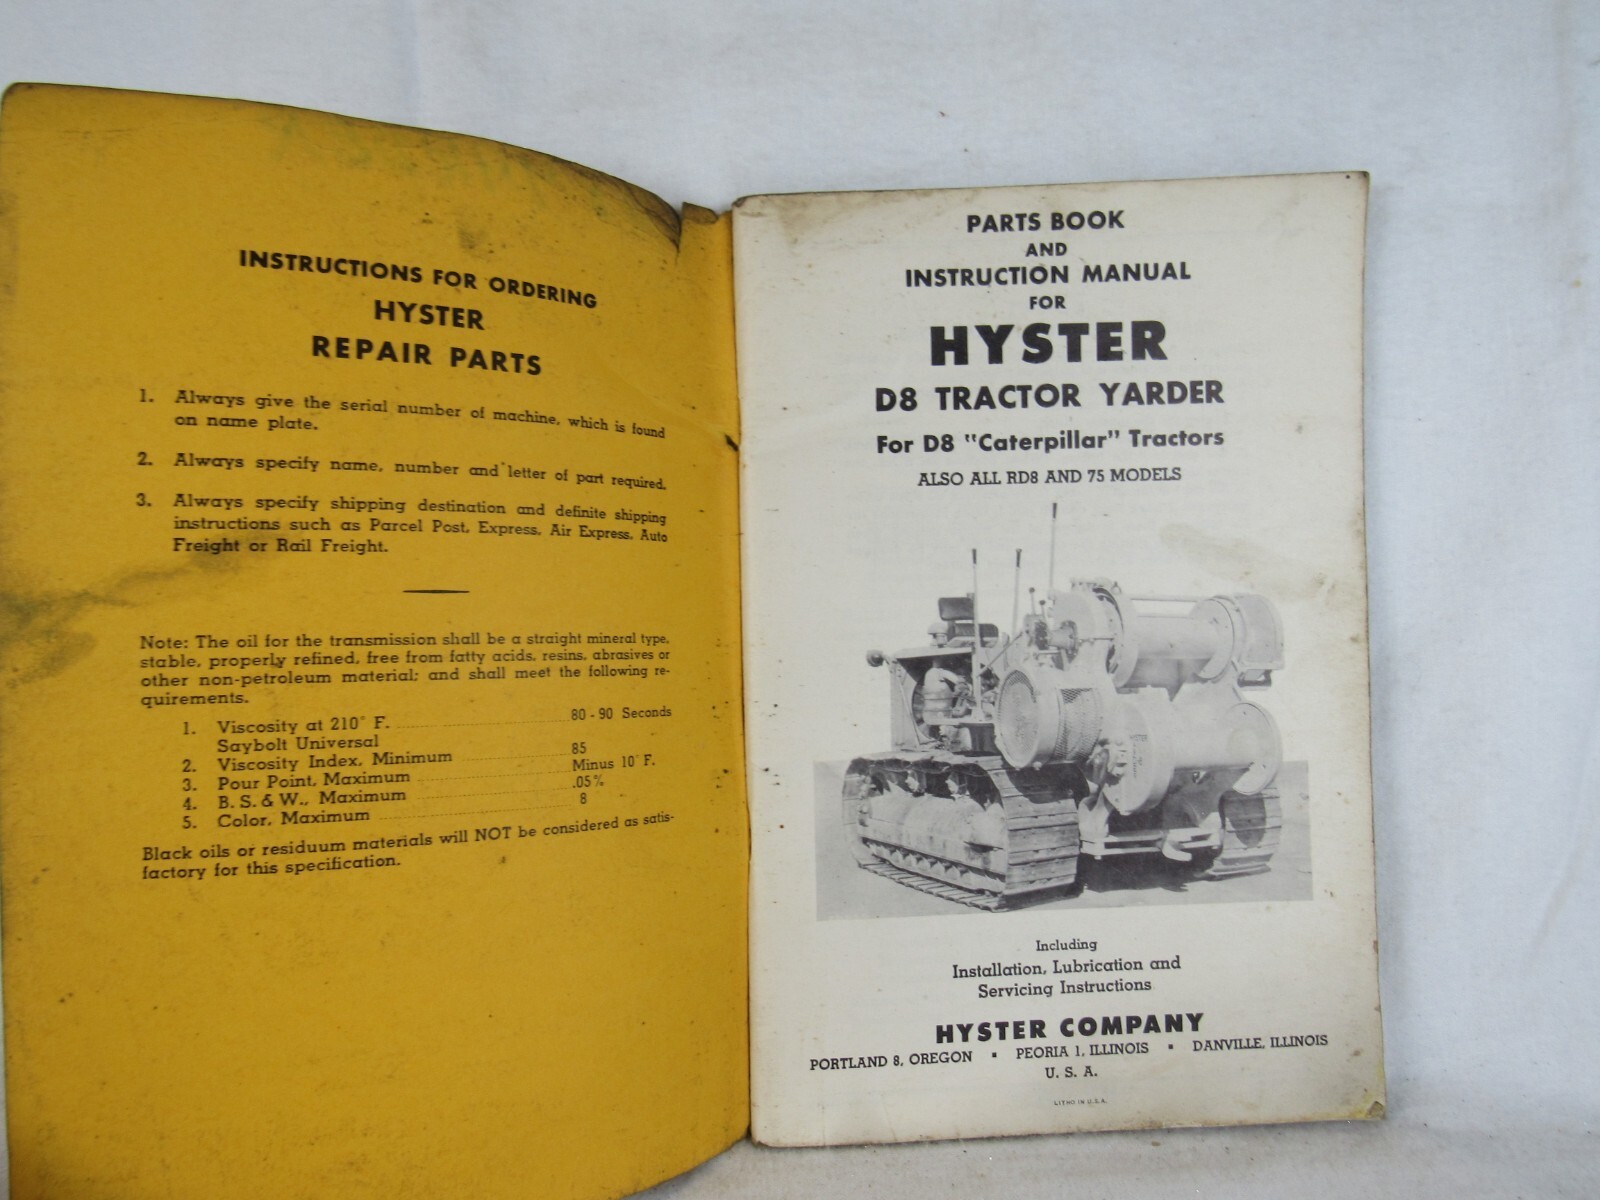 INSTRUCTIONS FOR ORDERING
HYSTER
REPAIR PARTS
1. Always give the serial number of machine, which is found
on name plate.
2. Always specify name, number and letter of part required.
3. Always specify shipping destination and definite shipping
instructions such as Parcel Post, Express, Air Express, Auto
Freight or Rail Freight.
Note: The oil for the transmission shall be a straight mineral type,
stable, properly refined, free from fatty acids, resins, abrasives or
other non-petroleum material; and shall meet the following re-
quirements.
1. Viscosity at 210° F. 80 - 90 Seconds
Saybolt Universal
2. Viscosity Index, Minimum 85
3. Pour Point, Maximum Minus 10° F.
4. B. S. & W., Maximum .05%
5. Color, Maximum 8
Black oils or residuum materials will NOT be considered as satis-
factory for this specification.
PARTS BOOK
AND
INSTRUCTION MANUAL
FOR
HYSTER
D8 TRACTOR YARDER
For D8 "Caterpillar" Tractors
ALSO ALL RD8 AND 75 MODELS
Including
Installation, Lubrication and
Servicing Instructions
HYSTER COMPANY
PORTLAND 8, OREGON ▪ PEORIA 1, ILLINOIS ▪ DANVILLE, ILLINOIS
U. S. A.
LITHO IN U.S.A.